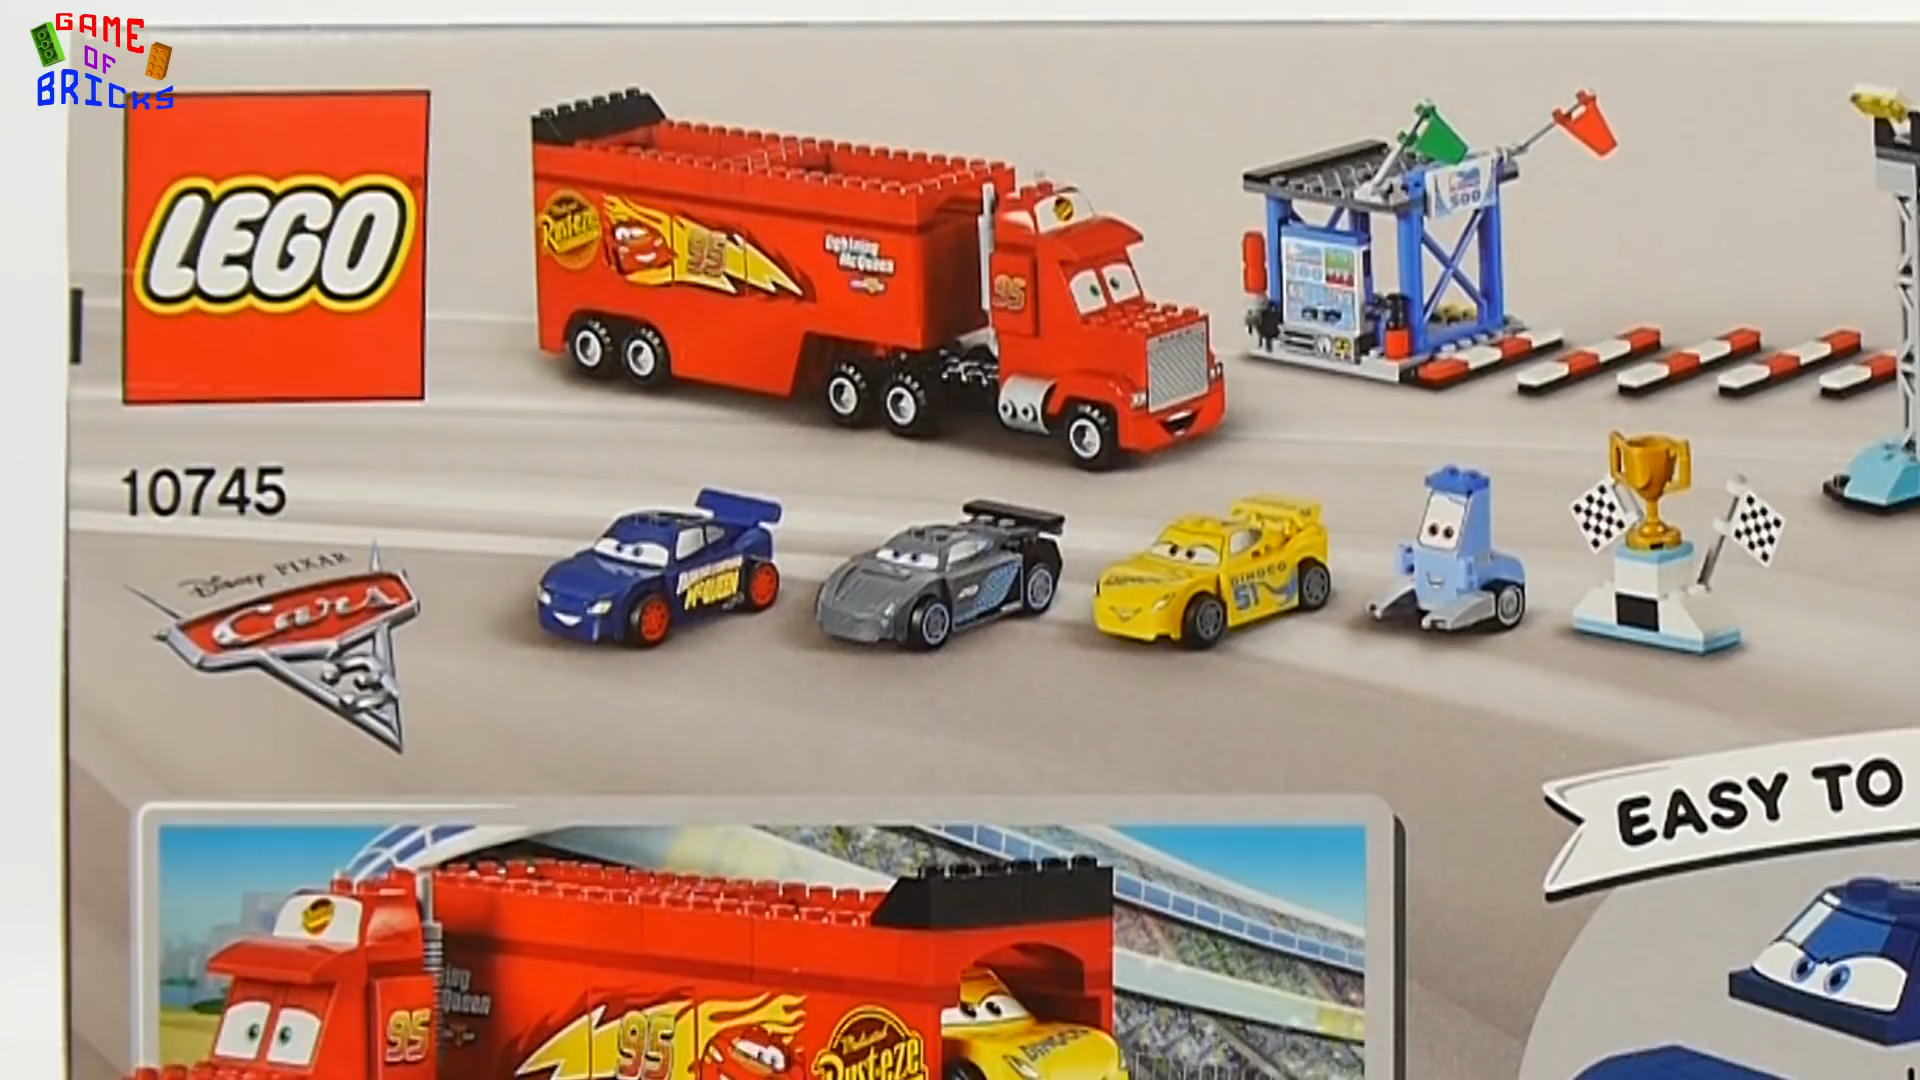 GAME
OF
BRICKS
LEGO
10745
Disney PIXAR
Cars
3
Rust-eze
95
Lightning
McQueen
95
500
McQUEEN
DINOCO
51
EASY TO
95
95
Rust-eze